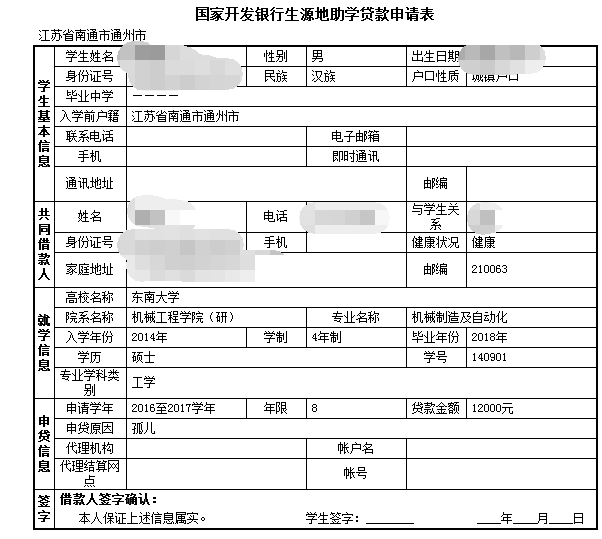 国家开发银行生源地助学贷款申请表
江苏省南通市通州市
学生基本信息
学生姓名 性别 男 出生日期
身份证号 民族 汉族 户口性质 城镇户口
毕业中学 －－－－
入学前户籍 江苏省南通市通州市
联系电话 电子邮箱
手机 即时通讯
通讯地址 邮编
共同借款人
姓名 电话 与学生关系
身份证号 手机 健康状况 健康
家庭地址 邮编 210063
就学信息
高校名称 东南大学
院系名称 机械工程学院（研） 专业名称 机械制造及自动化
入学年份 2014年 学制 4年制 毕业年份 2018年
学历 硕士 学号 140901
专业学科类别 工学
申贷信息
申请学年 2016至2017学年 年限 8 贷款金额 12000元
申贷原因 孤儿
代理机构 帐户名
代理结算网点 帐号
签字
借款人签字确认：
本人保证上述信息属实。 学生签字：_______ ____年____月____日